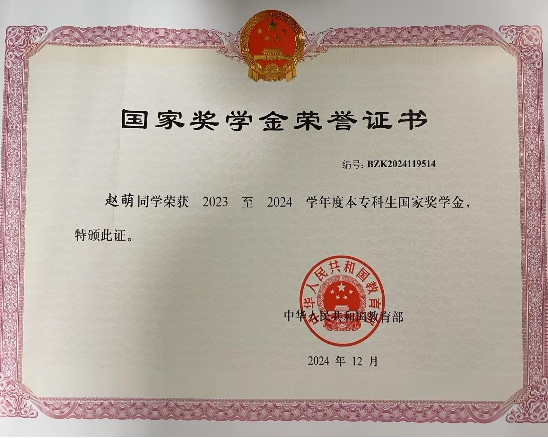 国家奖学金荣誉证书
编号：BZK2024119514
赵萌同学荣获 2023 至 2024 学年度本专科生国家奖学金，
特颁此证。
中华人民共和国教育部
中华人民共和国教育部
2024 年 12 月